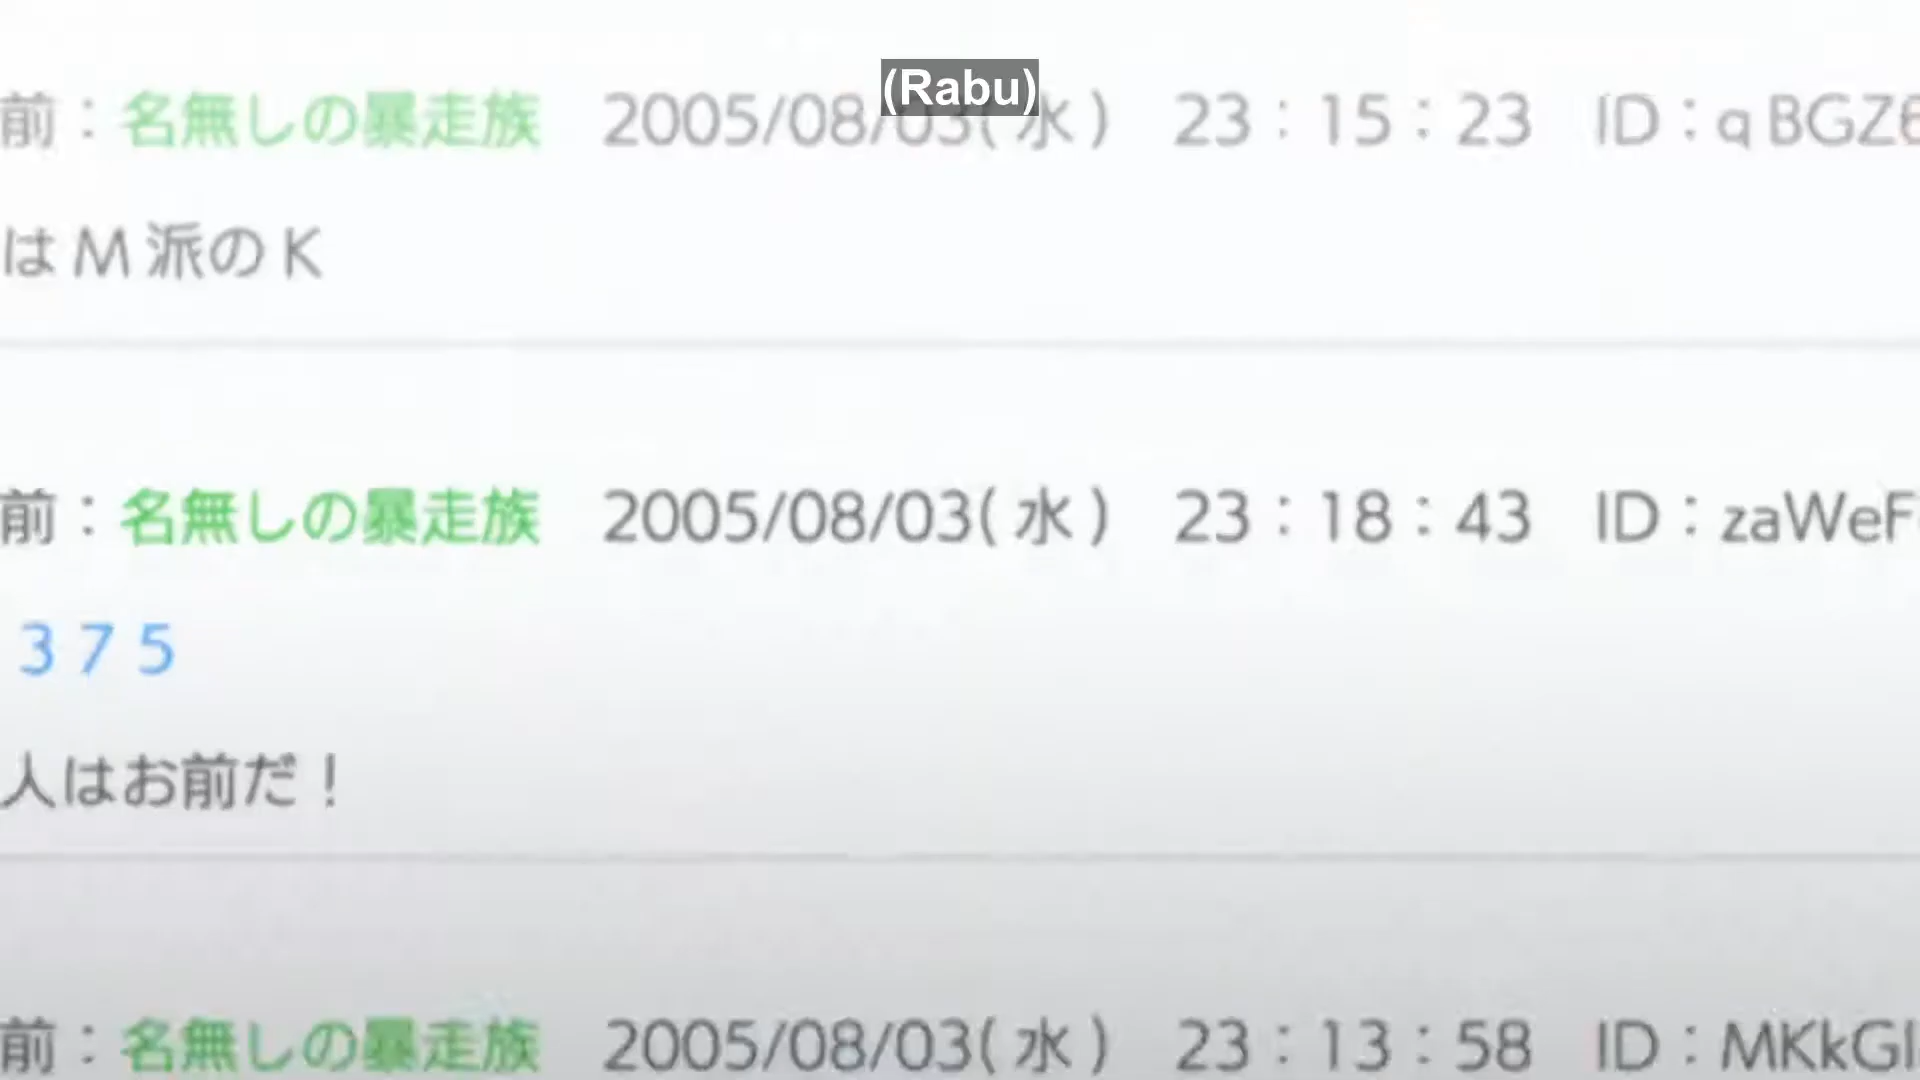 (Rabu)
前：名無しの暴走族 2005/08/03(水) 23：15：23 ID：qBGZ6
はM派のK
前：名無しの暴走族 2005/08/03(水) 23：18：43 ID：zaWeF
375
人はお前だ！
前：名無しの暴走族 2005/08/03(水) 23：13：58 ID：MKkGl